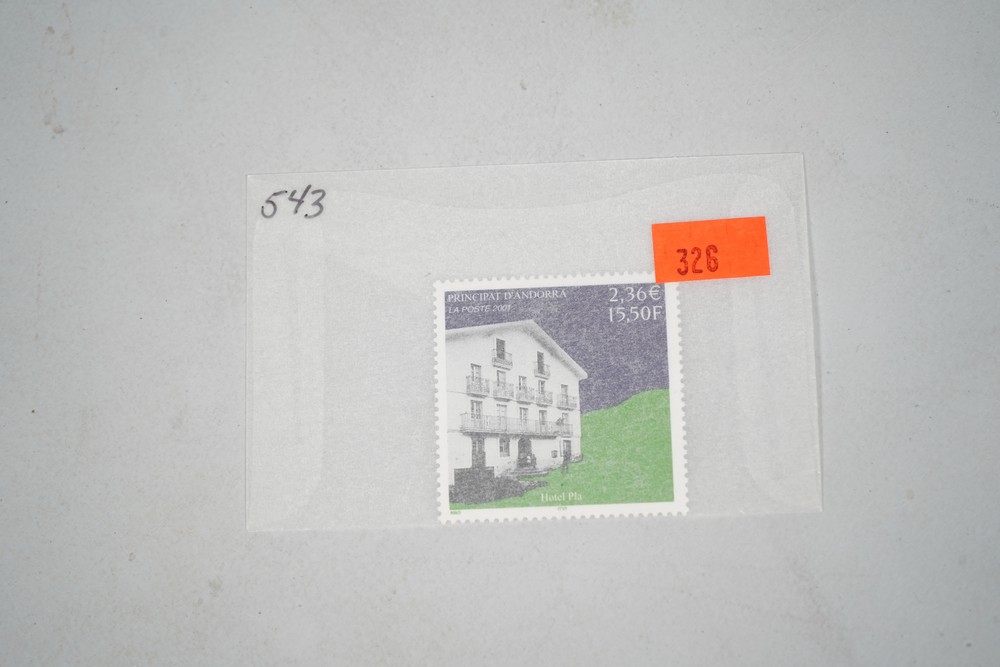 543
326
PRINCIPAT D'ANDORRA
2,36€
LA POSTE 2001
15,50F
Hotel Pla